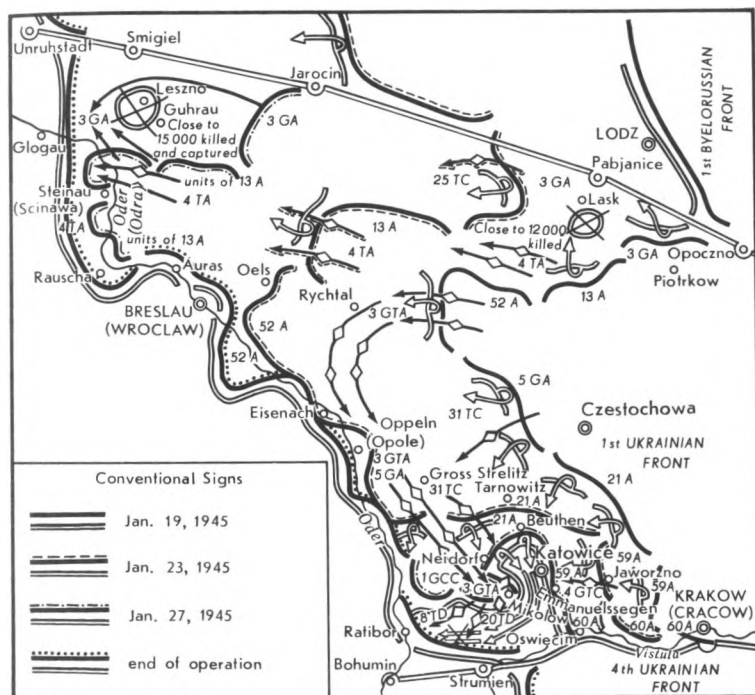 Unruhstadt
Smigiel
Jarocin
Leszno
Guhrau
Close to
15 000 killed
and captured
3 GA
3 GA
Glogau
Steinau
(Scinawa)
Oder
(Odra)
units of 13 A
4 TA
4 TA
units of 13 A
Rauscha
Auras
BRESLAU
(WROCLAW)
Oels
52 A
52 A
Rychtal
13 A
4 TA
25 TC
3 GA
LODZ
Pabjanice
1st BYELORUSSIAN
FRONT
Lask
Close to 12 000
killed
4 TA
3 GA
Opoczno
Piotrkow
13 A
52 A
3 GTA
5 GA
31 TC
Czestochowa
1st UKRAINIAN
FRONT
Eisenach
Oppeln
(Opole)
3 GTA
5 GA
Gross Strelitz
31 TC
Tarnowitz
21 A
21 A
21 A
Beuthen
Oder
Neidorf
1 GCC
3 GTA
Katowice
59 A
59 A
59 A
Jaworzno
4 GTC
Emmanuelssegen
Mikolow
8 TD
20 TD
Oswiecim
60 A
60 A
60 A
KRAKOW
(CRACOW)
Ratibor
Bohumin
Strumien
Vistula
4th UKRAINIAN
FRONT
Conventional Signs
Jan. 19, 1945
Jan. 23, 1945
Jan. 27, 1945
end of operation